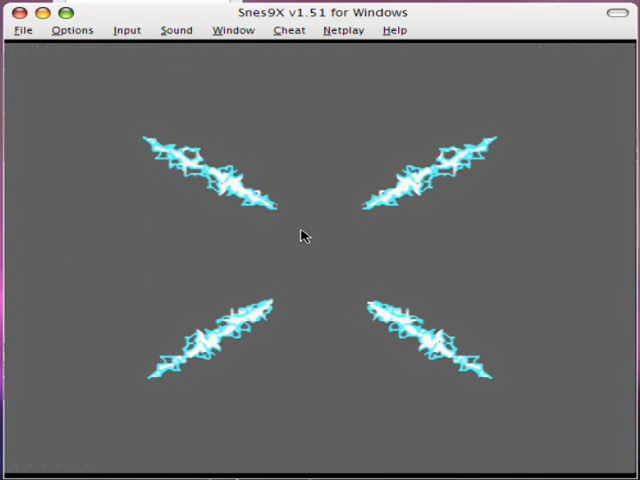 Snes9X v1.51 for Windows
File Options Input Sound Window Cheat Netplay Help